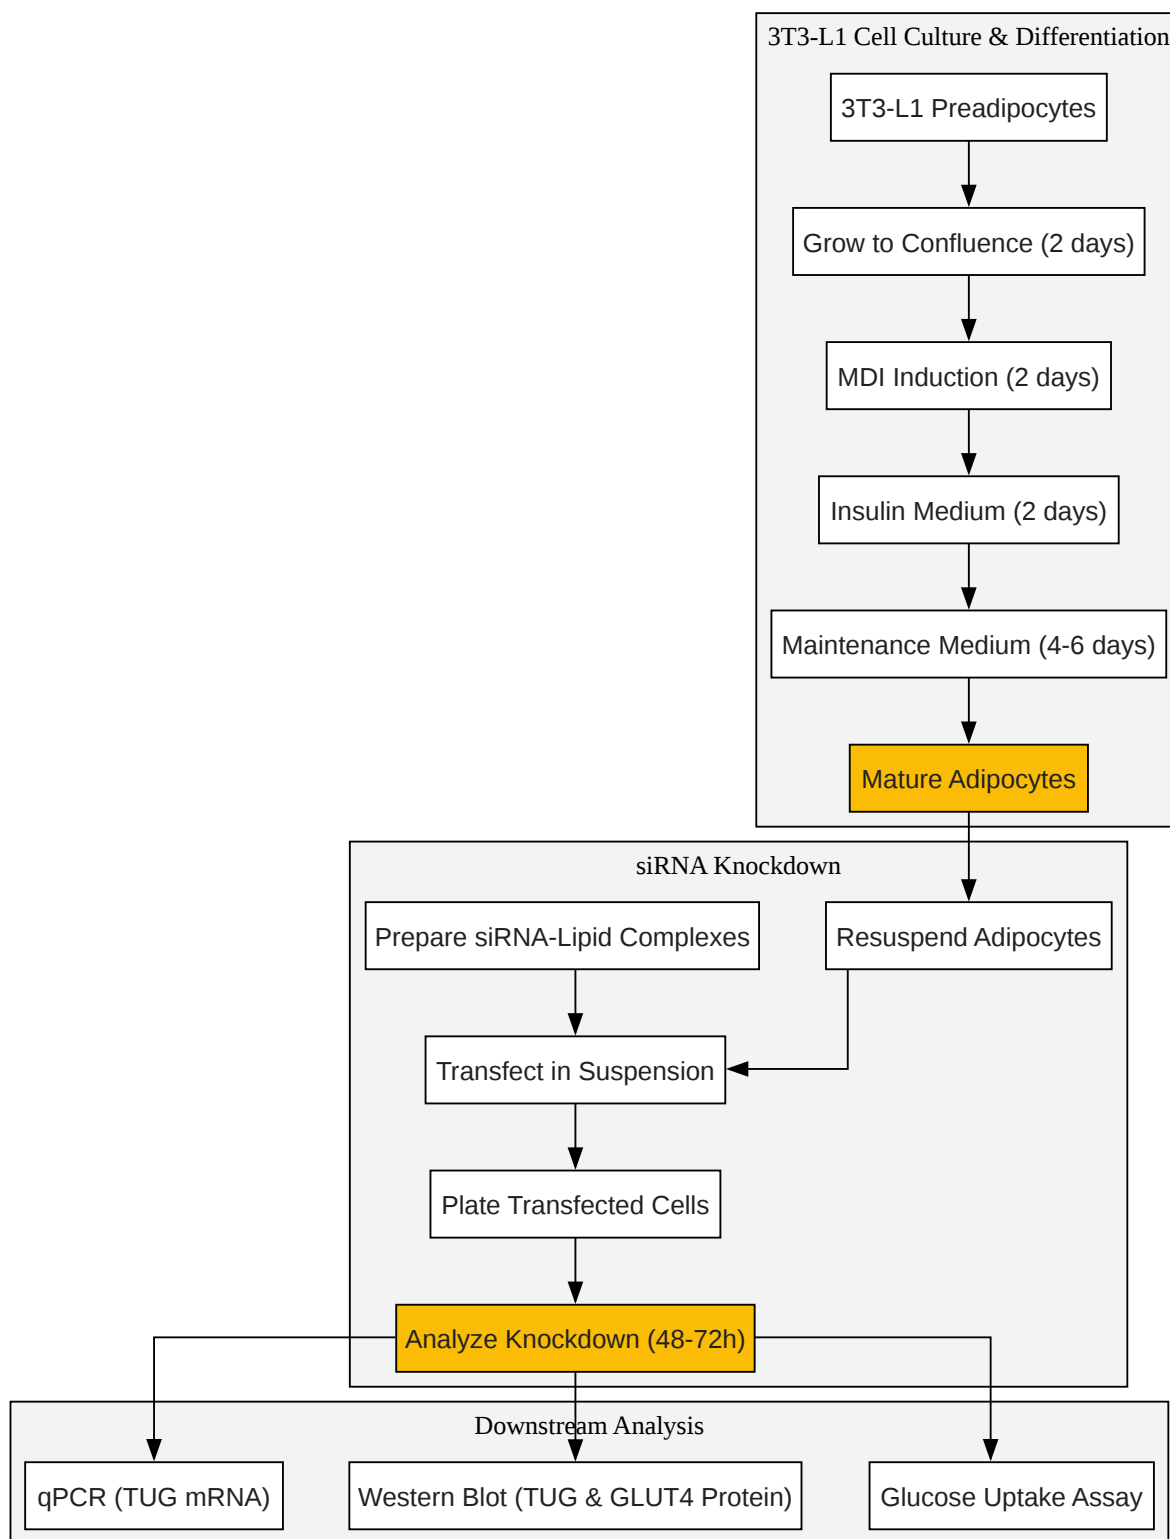 3T3-L1 Cell Culture & Differentiation
3T3-L1 Preadipocytes
Grow to Confluence (2 days)
MDI Induction (2 days)
Insulin Medium (2 days)
Maintenance Medium (4-6 days)
Mature Adipocytes
siRNA Knockdown
Prepare siRNA-Lipid Complexes
Resuspend Adipocytes
Transfect in Suspension
Plate Transfected Cells
Analyze Knockdown (48-72h)
Downstream Analysis
qPCR (TUG mRNA)
Western Blot (TUG & GLUT4 Protein)
Glucose Uptake Assay